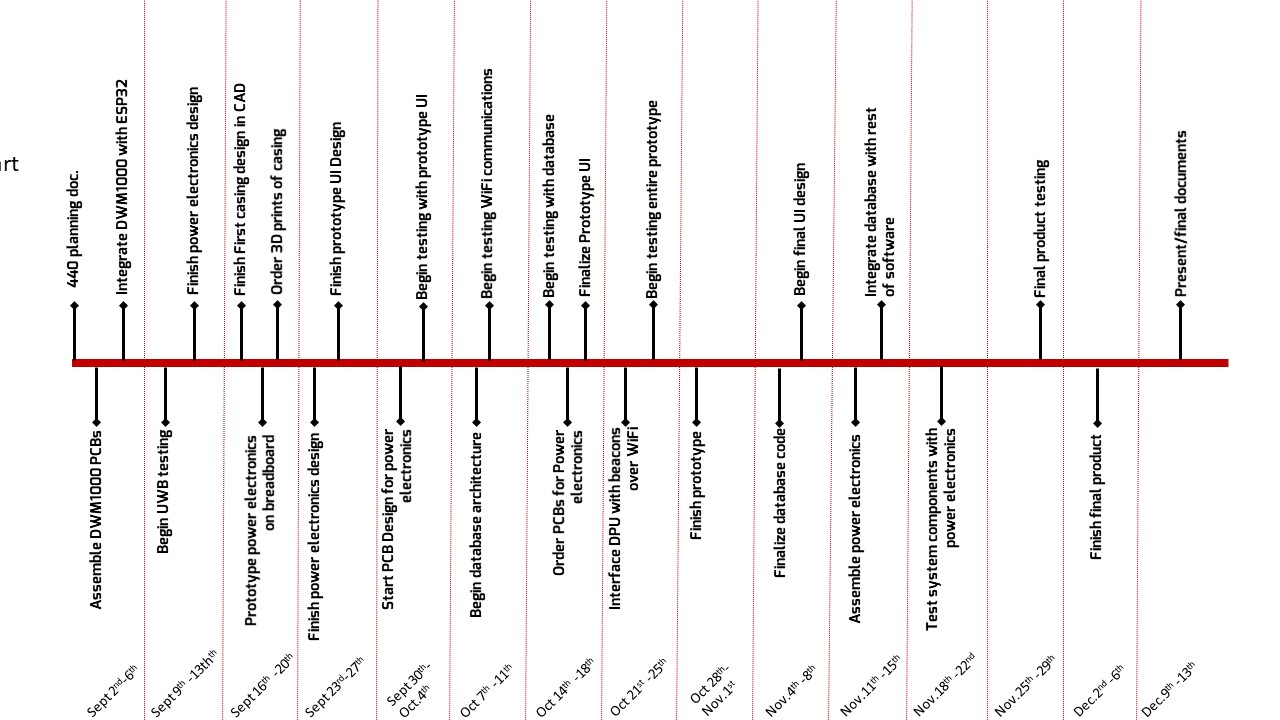 art
440 planning doc.
Integrate DWM1000 with ESP32
Finish power electronics design
Finish First casing design in CAD
Order 3D prints of casing
Finish prototype UI Design
Begin testing with prototype UI
Begin testing WiFi communications
Begin testing with database
Finalize Prototype UI
Begin testing entire prototype
Begin final UI design
Integrate database with rest
of software
Final product testing
Present/final documents
Assemble DWM1000 PCBs
Begin UWB testing
Prototype power electronics
on breadboard
Finish power electronics design
Start PCB Design for power
electronics
Begin database architecture
Order PCBs for Power
electronics
Interface DPU with beacons
over WiFi
Finish prototype
Finalize database code
Assemble power electronics
Test system components with
power electronics
Finish final product
Sept 2nd-6th
Sept 9th -13thth
Sept 16th -20th
Sept 23rd-27th
Sept 30th-
Oct. 4th
Oct 7th -11th
Oct 14th -18th
Oct 21st -25th
Oct 28th-
Nov. 1st
Nov. 4th -8th
Nov. 11th -15th
Nov. 18th -22nd
Nov. 25th -29th
Dec. 2nd -6th
Dec. 9th -13th